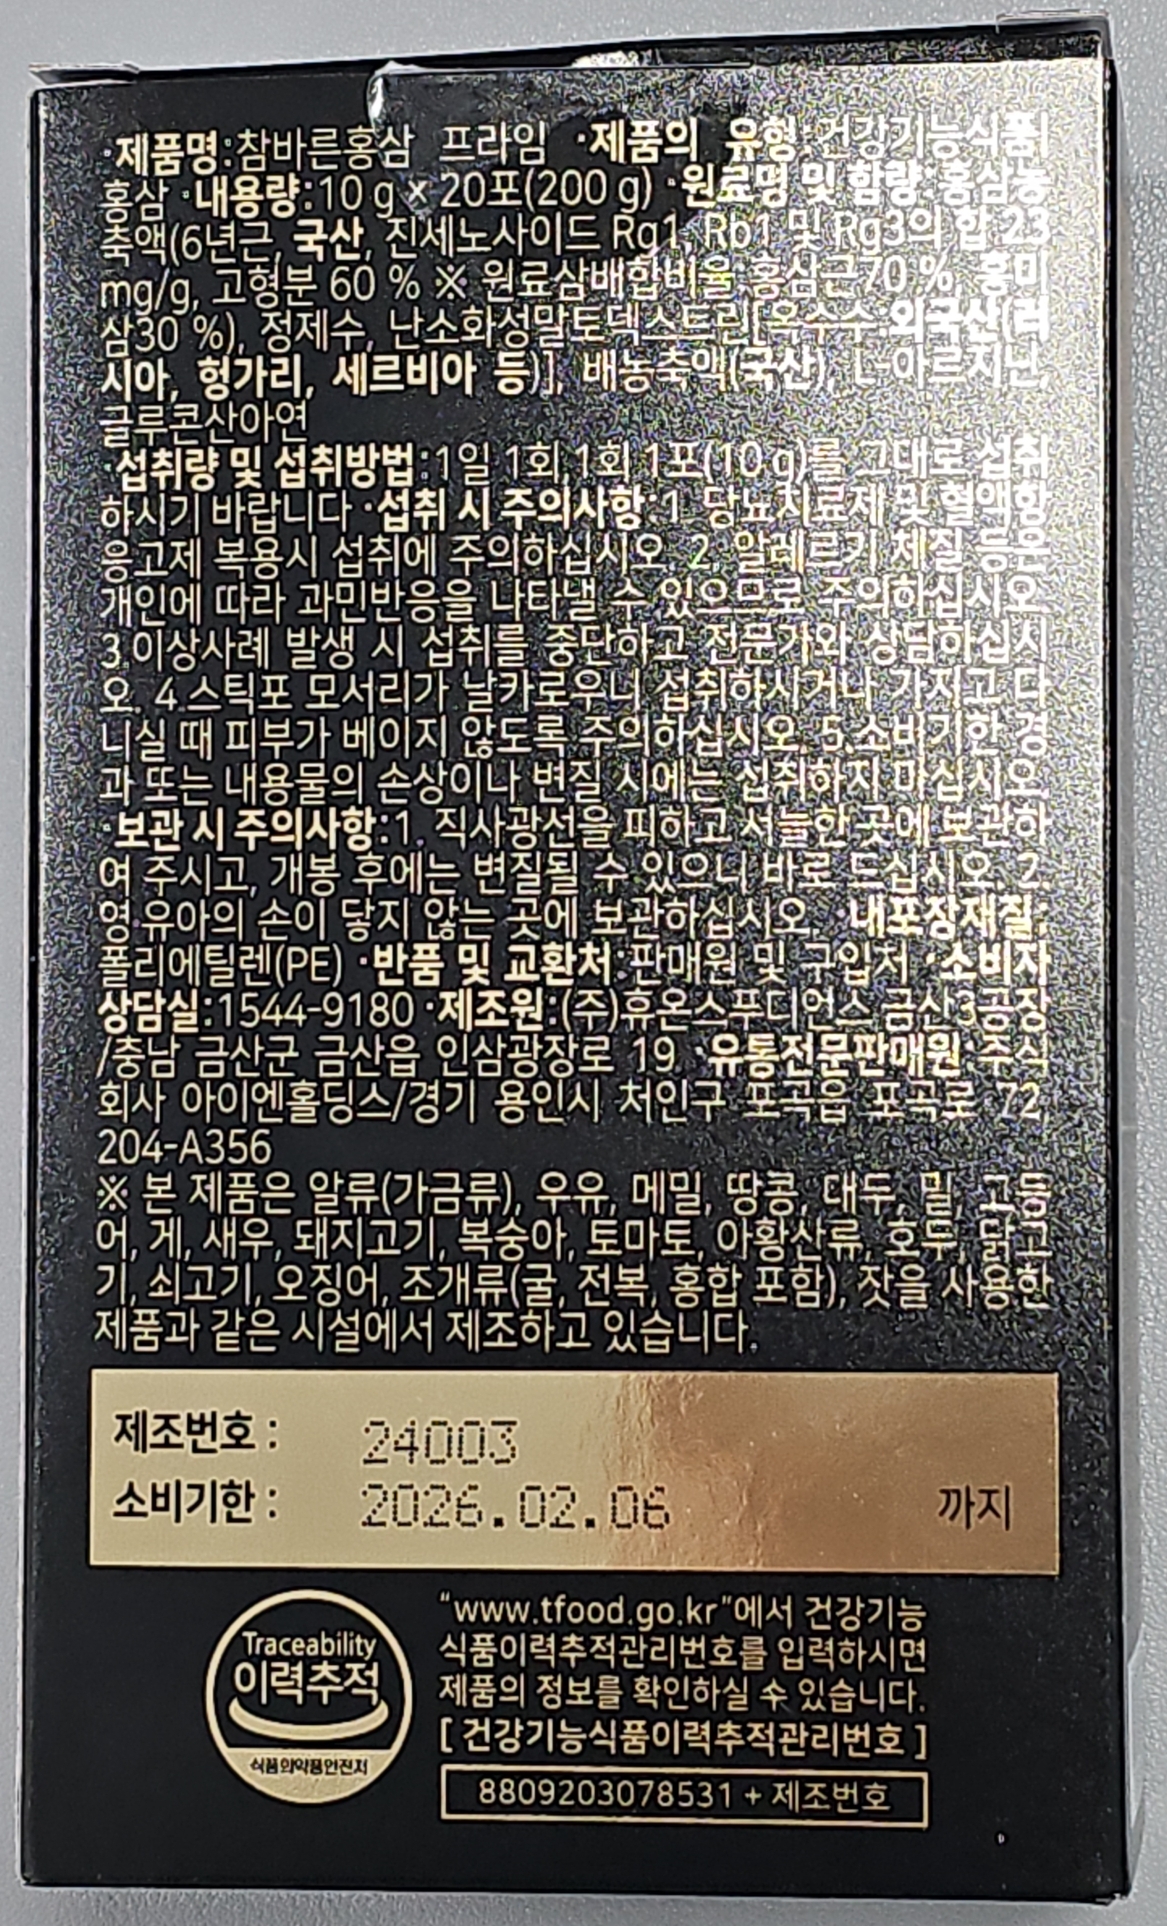 ·제품명:참바른홍삼 프라임 ·제품의 유형:건강기능식품/
홍삼 ·내용량:10 g × 20포(200 g) ·원료명 및 함량:홍삼농
축액(6년근, 국산, 진세노사이드 Rg1, Rb1 및 Rg3의 합 23
mg/g, 고형분 60 % ※ 원료삼배합비율:홍삼근70 %, 홍미
삼30 %), 정제수, 난소화성말토덱스트린[옥수수:외국산(러
시아, 헝가리, 세르비아 등)], 배농축액(국산), L-아르지닌,
글루콘산아연
·섭취량 및 섭취방법:1일 1회, 1회 1포(10 g)를 그대로 섭취
하시기 바랍니다 ·섭취 시 주의사항:1. 당뇨치료제 및 혈액항
응고제 복용시 섭취에 주의하십시오. 2. 알레르기 체질 등은
개인에 따라 과민반응을 나타낼 수 있으므로 주의하십시오.
3.이상사례 발생 시 섭취를 중단하고 전문가와 상담하십시
오. 4.스틱포 모서리가 날카로우니 섭취하시거나 가지고 다
니실 때 피부가 베이지 않도록 주의하십시오. 5.소비기한 경
과 또는 내용물의 손상이나 변질 시에는 섭취하지 마십시오.
·보관 시 주의사항:1. 직사광선을 피하고 서늘한 곳에 보관하
여 주시고, 개봉 후에는 변질될 수 있으니 바로 드십시오. 2.
영·유아의 손이 닿지 않는 곳에 보관하십시오. ·내포장재질:
폴리에틸렌(PE) ·반품 및 교환처:판매원 및 구입처 ·소비자
상담실:1544-9180 ·제조원:(주)휴온스푸디언스 금산3공장
/충남 금산군 금산읍 인삼광장로 19 ·유통전문판매원:주식
회사 아이엔홀딩스/경기 용인시 처인구 포곡읍 포곡로 72
204-A356
※ 본 제품은 알류(가금류), 우유, 메밀, 땅콩, 대두, 밀, 고등
어, 게, 새우, 돼지고기, 복숭아, 토마토, 아황산류, 호두, 닭고
기, 쇠고기, 오징어, 조개류(굴, 전복, 홍합 포함), 잣을 사용한
제품과 같은 시설에서 제조하고 있습니다.
제조번호 : 24003
소비기한 : 2026.02.06 까지
Traceability
이력추적
식품의약품안전처
"www.tfood.go.kr"에서 건강기능
식품이력추적관리번호를 입력하시면
제품의 정보를 확인하실 수 있습니다.
[ 건강기능식품이력추적관리번호 ]
8809203078531 + 제조번호